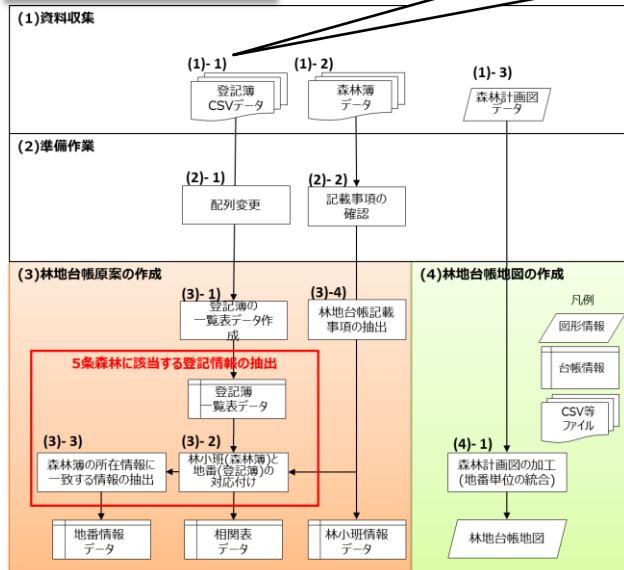 (1)資料収集
(1)- 1)
登記簿
CSVデータ
(1)- 2)
森林簿
データ
(1)- 3)
森林計画図
データ
(2)準備作業
(2)- 1)
配列変更
(2)- 2)
記載事項の
確認
(3)林地台帳原案の作成
(3)- 1)
登記簿の
一覧表データ作
成
(3)-4)
林地台帳記載
事項の抽出
5条森林に該当する登記情報の抽出
登記簿
一覧表データ
(3)- 3)
森林簿の所在情報に
一致する情報の抽出
(3)- 2)
林小班(森林簿)と
地番(登記簿)の
対応付け
地番情報
データ
相関表
データ
林小班情報
データ
(4)林地台帳地図の作成
凡例
図形情報
台帳情報
CSV等
ファイル
(4)- 1)
森林計画図の加工
(地番単位の統合)
林地台帳地図